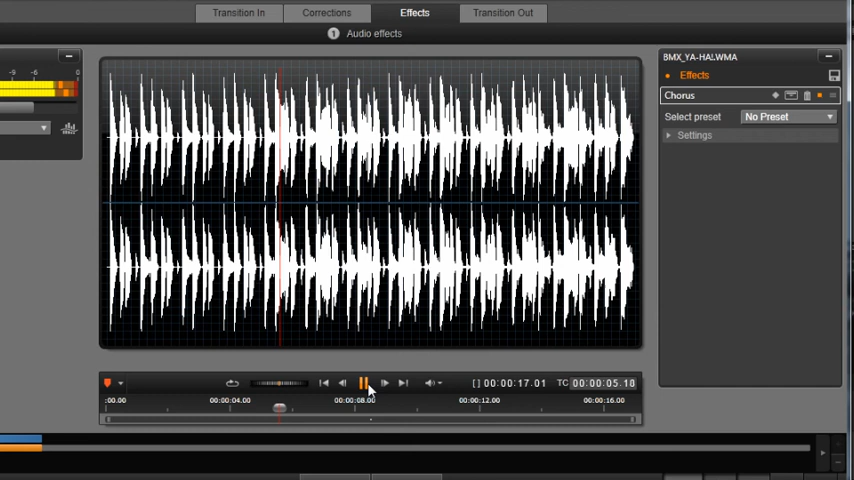 Transition In
Corrections
Effects
Transition Out
1 Audio effects
-9 -6 0
BMX_YA-HALWMA
Effects
Chorus
Select preset No Preset
Settings
[] 00:00:17.01 TC 00:00:05.18
:00.00 00:00:04.00 00:00:08.00 00:00:12.00 00:00:16.00